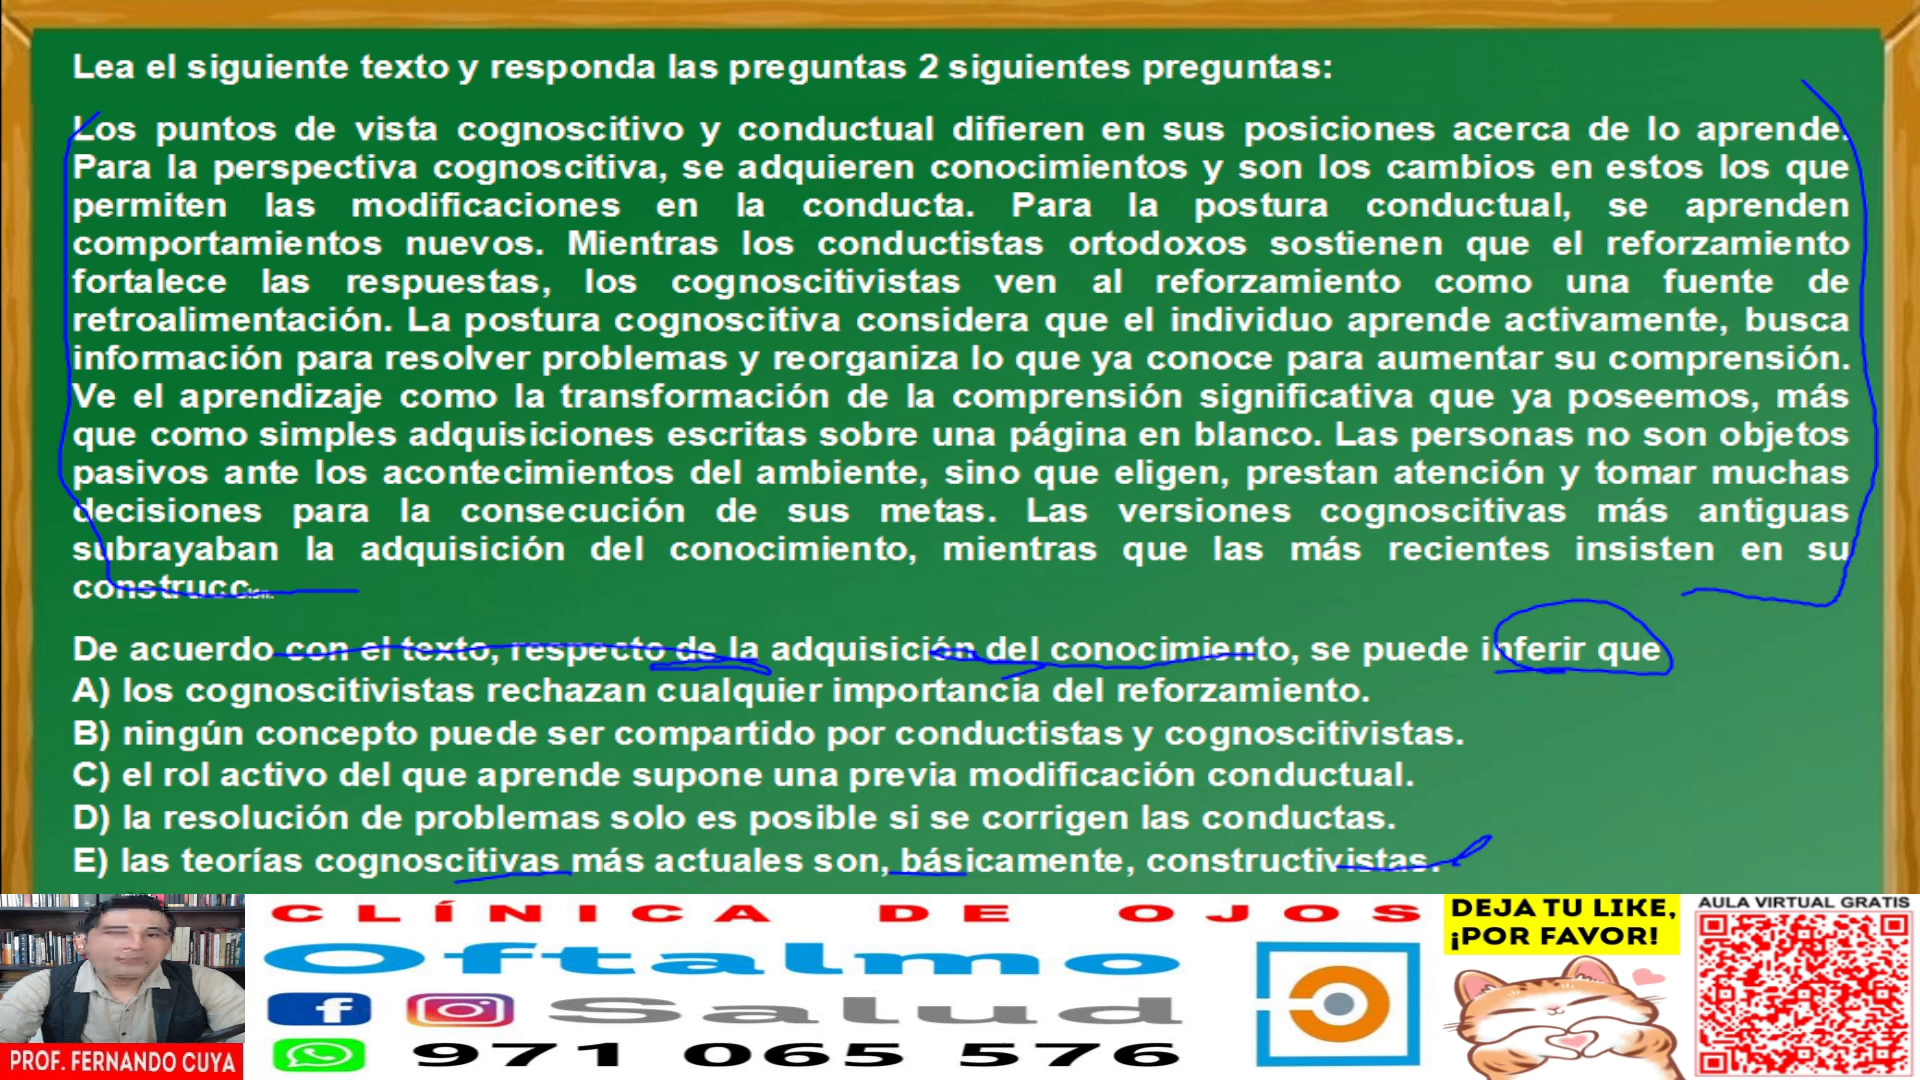 Lea el siguiente texto y responda las preguntas 2 siguientes preguntas:
Los puntos de vista cognoscitivo y conductual difieren en sus posiciones acerca de lo aprende.
Para la perspectiva cognoscitiva, se adquieren conocimientos y son los cambios en estos los que
permiten las modificaciones en la conducta. Para la postura conductual, se aprenden
comportamientos nuevos. Mientras los conductistas ortodoxos sostienen que el reforzamiento
fortalece las respuestas, los cognoscitivistas ven al reforzamiento como una fuente de
retroalimentación. La postura cognoscitiva considera que el individuo aprende activamente, busca
información para resolver problemas y reorganiza lo que ya conoce para aumentar su comprensión.
Ve el aprendizaje como la transformación de la comprensión significativa que ya poseemos, más
que como simples adquisiciones escritas sobre una página en blanco. Las personas no son objetos
pasivos ante los acontecimientos del ambiente, sino que eligen, prestan atención y tomar muchas
decisiones para la consecución de sus metas. Las versiones cognoscitivas más antiguas
subrayaban la adquisición del conocimiento, mientras que las más recientes insisten en su
construcción.
De acuerdo con el texto, respecto de la adquisición del conocimiento, se puede inferir que
A) los cognoscitivistas rechazan cualquier importancia del reforzamiento.
B) ningún concepto puede ser compartido por conductistas y cognoscitivistas.
C) el rol activo del que aprende supone una previa modificación conductual.
D) la resolución de problemas solo es posible si se corrigen las conductas.
E) las teorías cognoscitivas más actuales son, básicamente, constructivistas.
PROF. FERNANDO CUYA
CLÍNICA DE OJOS
Oftalmo
Salud
971 065 576
DEJA TU LIKE,
¡POR FAVOR!
AULA VIRTUAL GRATIS